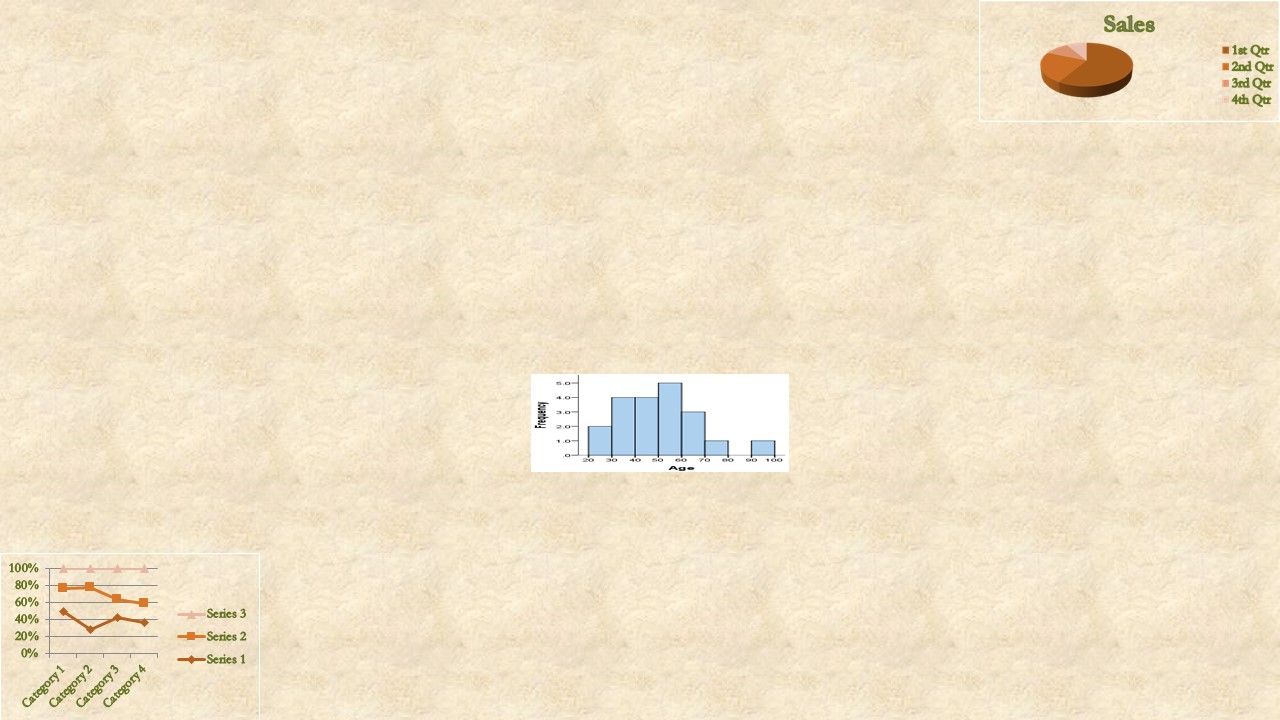 Sales
1st Qtr
2nd Qtr
3rd Qtr
4th Qtr
5.0
4.0
3.0
2.0
1.0
.0
Frequency
20 30 40 50 60 70 80 90 100
Age
100%
80%
60%
40%
20%
0%
Category 1
Category 2
Category 3
Category 4
Series 3
Series 2
Series 1